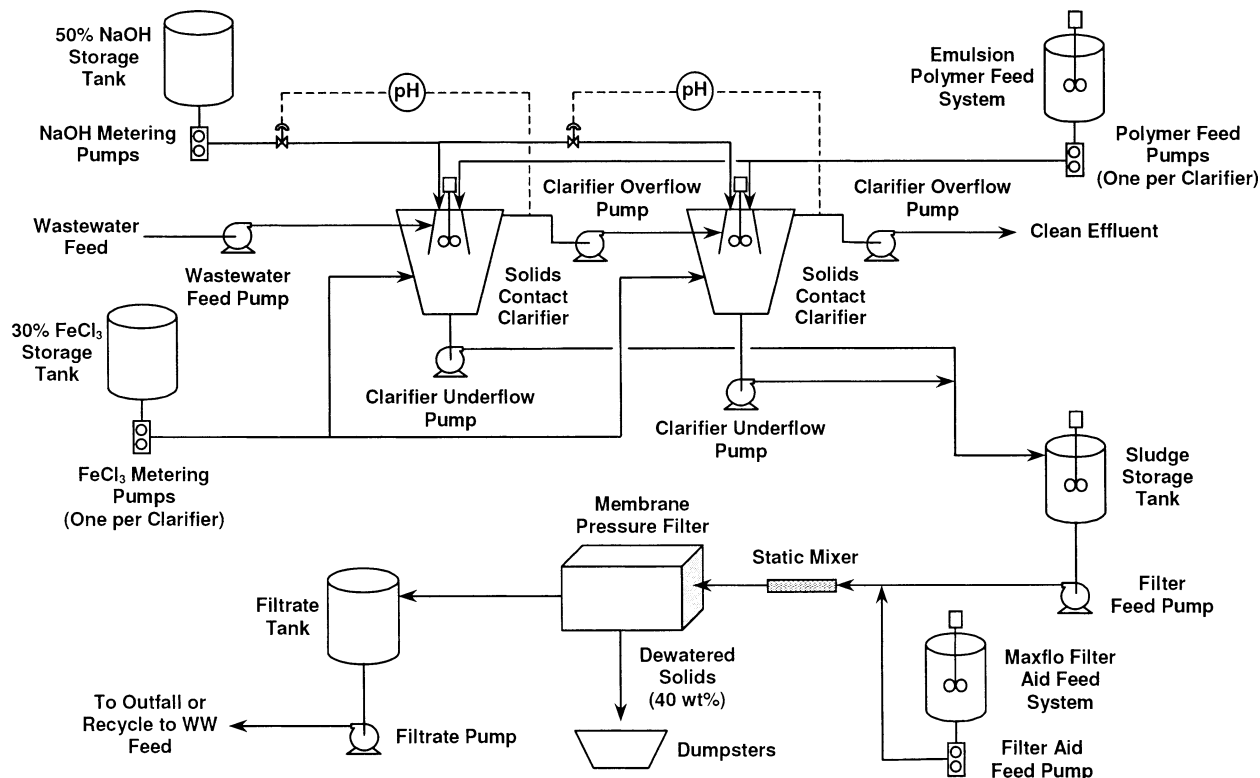 50% NaOH
Storage
Tank
pH
pH
Emulsion
Polymer Feed
System
NaOH Metering
Pumps
Polymer Feed
Pumps
(One per Clarifier)
Clarifier Overflow
Pump
Clarifier Overflow
Pump
Wastewater
Feed
Clean Effluent
Wastewater
Feed Pump
Solids
Contact
Clarifier
Solids
Contact
Clarifier
30% FeCl₃
Storage
Tank
Clarifier Underflow
Pump
Clarifier Underflow
Pump
FeCl₃ Metering
Pumps
(One per Clarifier)
Sludge
Storage
Tank
Membrane
Pressure Filter
Static Mixer
Filtrate
Tank
Filter
Feed Pump
Dewatered
Solids
(40 wt%)
Maxflo Filter
Aid Feed
System
To Outfall or
Recycle to WW
Feed
Filtrate Pump
Dumpsters
Filter Aid
Feed Pump